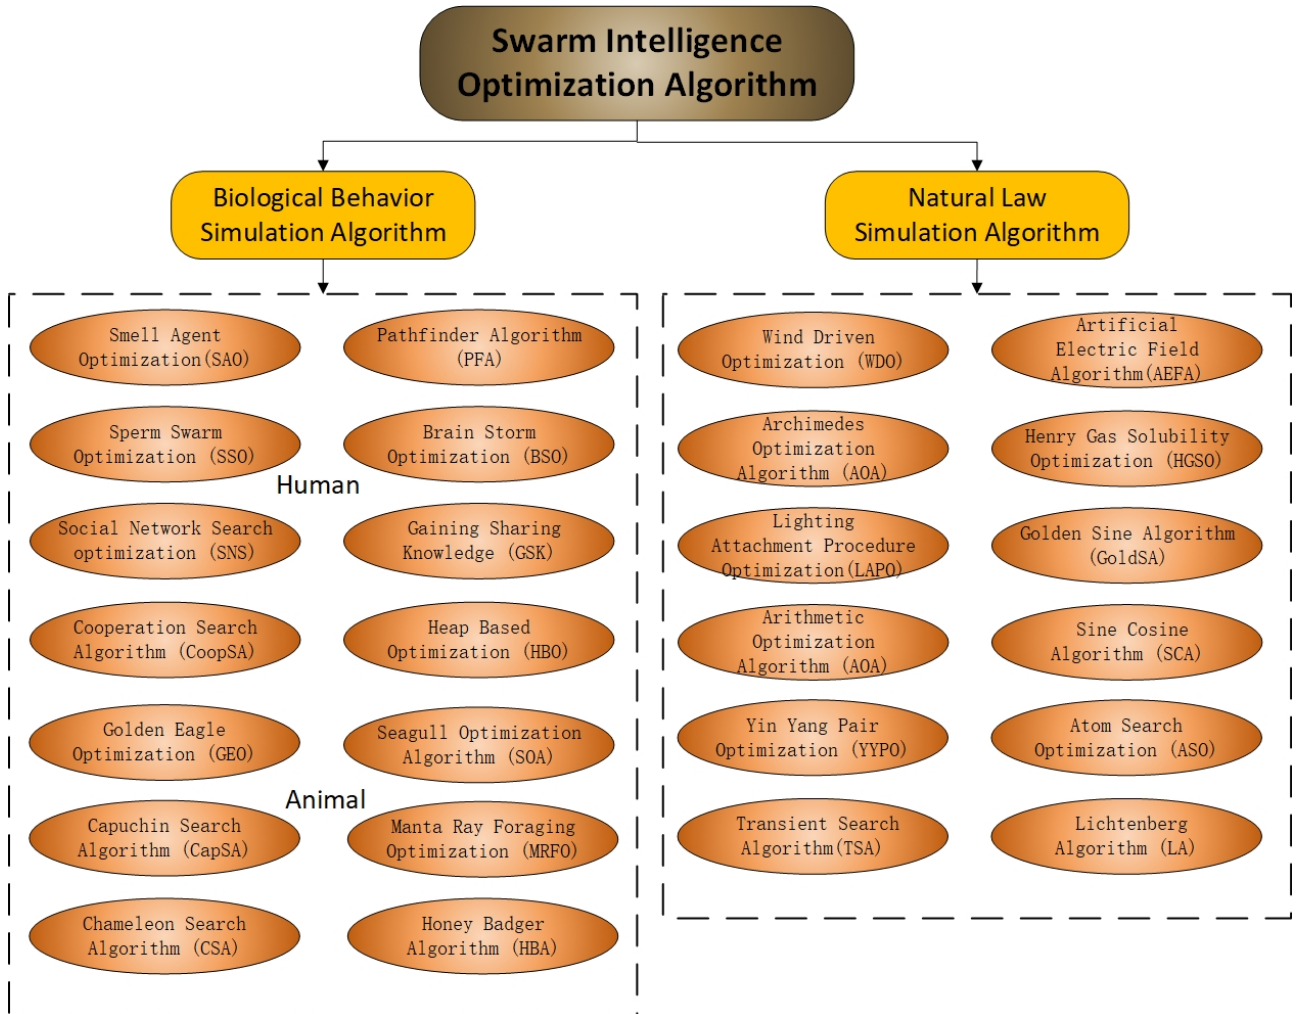 Swarm Intelligence
Optimization Algorithm
Biological Behavior
Simulation Algorithm
Natural Law
Simulation Algorithm
Smell Agent
Optimization(SAO)
Pathfinder Algorithm
(PFA)
Sperm Swarm
Optimization (SSO)
Brain Storm
Optimization (BSO)
Human
Social Network Search
optimization (SNS)
Gaining Sharing
Knowledge (GSK)
Cooperation Search
Algorithm (CoopSA)
Heap Based
Optimization (HBO)
Golden Eagle
Optimization (GEO)
Seagull Optimization
Algorithm (SOA)
Animal
Capuchin Search
Algorithm (CapSA)
Manta Ray Foraging
Optimization (MRFO)
Chameleon Search
Algorithm (CSA)
Honey Badger
Algorithm (HBA)
Wind Driven
Optimization (WDO)
Artificial
Electric Field
Algorithm(AEFA)
Archimedes
Optimization
Algorithm (AOA)
Henry Gas Solubility
Optimization (HGSO)
Lighting
Attachment Procedure
Optimization(LAPO)
Golden Sine Algorithm
(GoldSA)
Arithmetic
Optimization
Algorithm (AOA)
Sine Cosine
Algorithm (SCA)
Yin Yang Pair
Optimization (YYPO)
Atom Search
Optimization (ASO)
Transient Search
Algorithm(TSA)
Lichtenberg
Algorithm (LA)